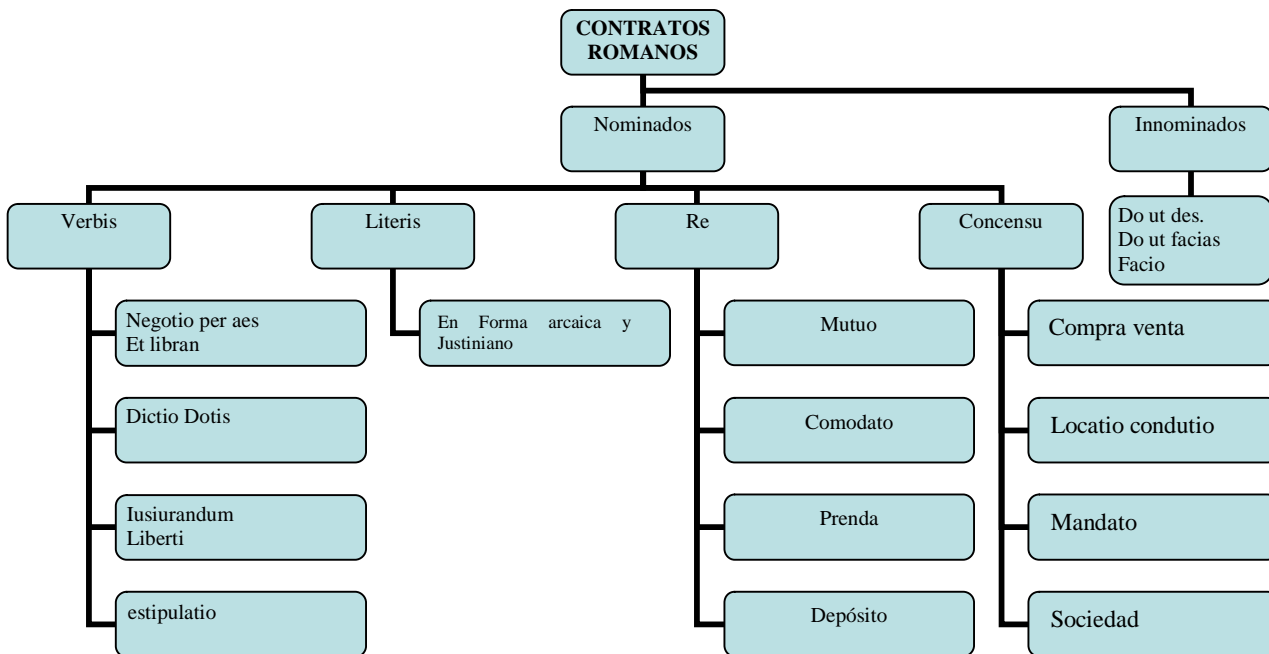 CONTRATOS
ROMANOS
Nominados
Innominados
Verbis
Literis
Re
Concensu
Do ut des.
Do ut facias
Facio
Negotio per aes
Et libran
En Forma arcaica y
Justiniano
Mutuo
Compra venta
Dictio Dotis
Comodato
Locatio condutio
Iusiurandum
Liberti
Prenda
Mandato
estipulatio
Depósito
Sociedad